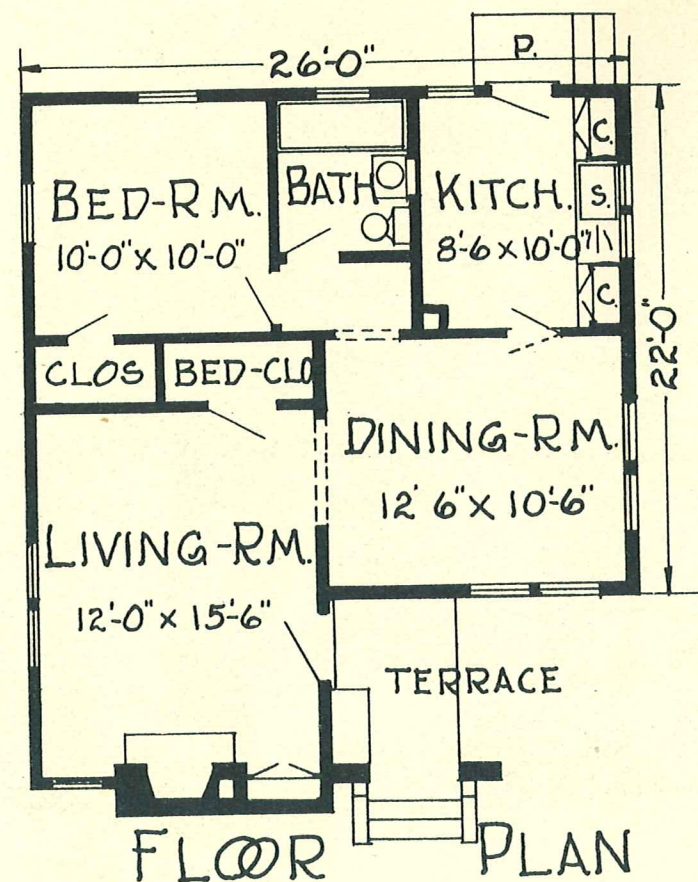 P.
26'-0"
C.
BED-RM.
10'-0" X 10'-0"
BATH
KITCH.
8'-6 X 10'-0"
S.
C.
22'-0"
CLOS
BED-CLO
DINING-RM.
12' 6" X 10'-6"
LIVING-RM.
12'-0" X 15'-6"
TERRACE
FLOOR PLAN